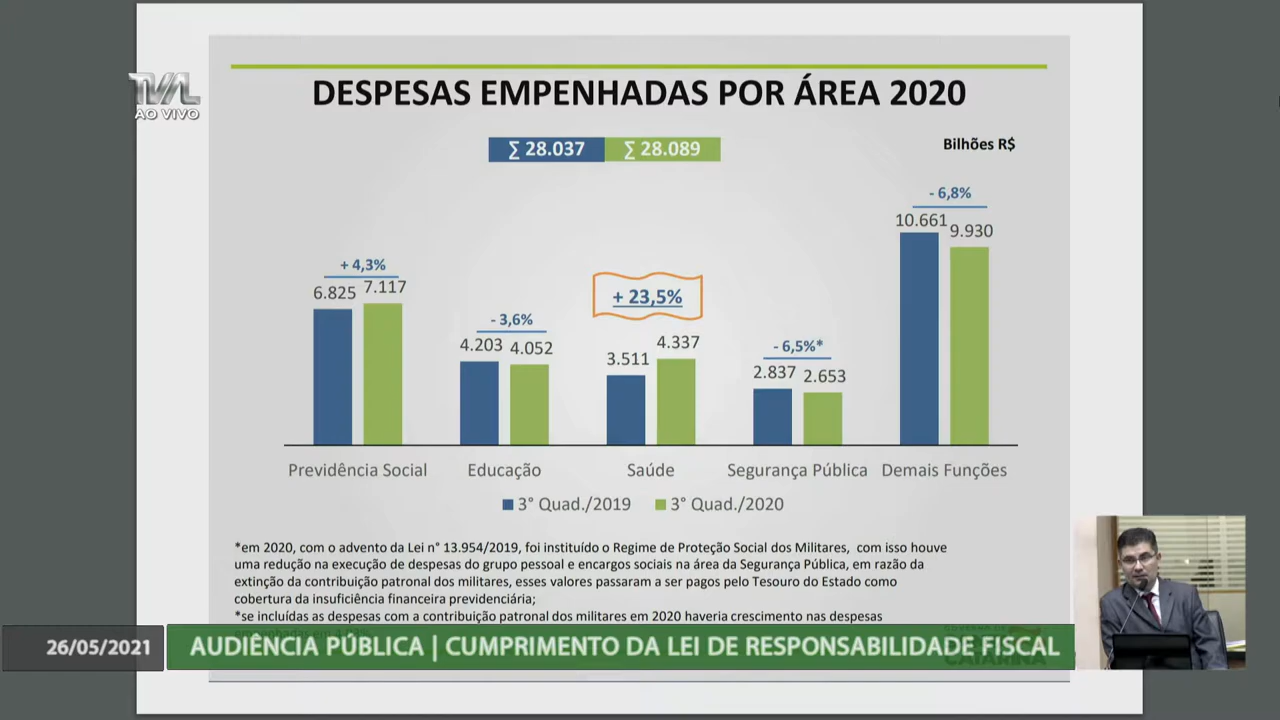 TVAL
AO VIVO
DESPESAS EMPENHADAS POR ÁREA 2020
∑ 28.037 ∑ 28.089
Bilhões R$
- 6,8%
10.661 9.930
+ 4,3%
6.825 7.117
- 3,6%
4.203 4.052
+ 23,5%
3.511 4.337
- 6,5%*
2.837 2.653
Previdência Social Educação Saúde Segurança Pública Demais Funções
3° Quad./2019 3° Quad./2020
*em 2020, com o advento da Lei n° 13.954/2019, foi instituído o Regime de Proteção Social dos Militares, com isso houve
uma redução na execução de despesas do grupo pessoal e encargos sociais na área da Segurança Pública, em razão da
extinção da contribuição patronal dos militares, esses valores passaram a ser pagos pelo Tesouro do Estado como
cobertura da insuficiência financeira previdenciária;
*se incluídas as despesas com a contribuição patronal dos militares em 2020 haveria crescimento nas despesas
26/05/2021
AUDIÊNCIA PÚBLICA | CUMPRIMENTO DA LEI DE RESPONSABILIDADE FISCAL
CATARINA